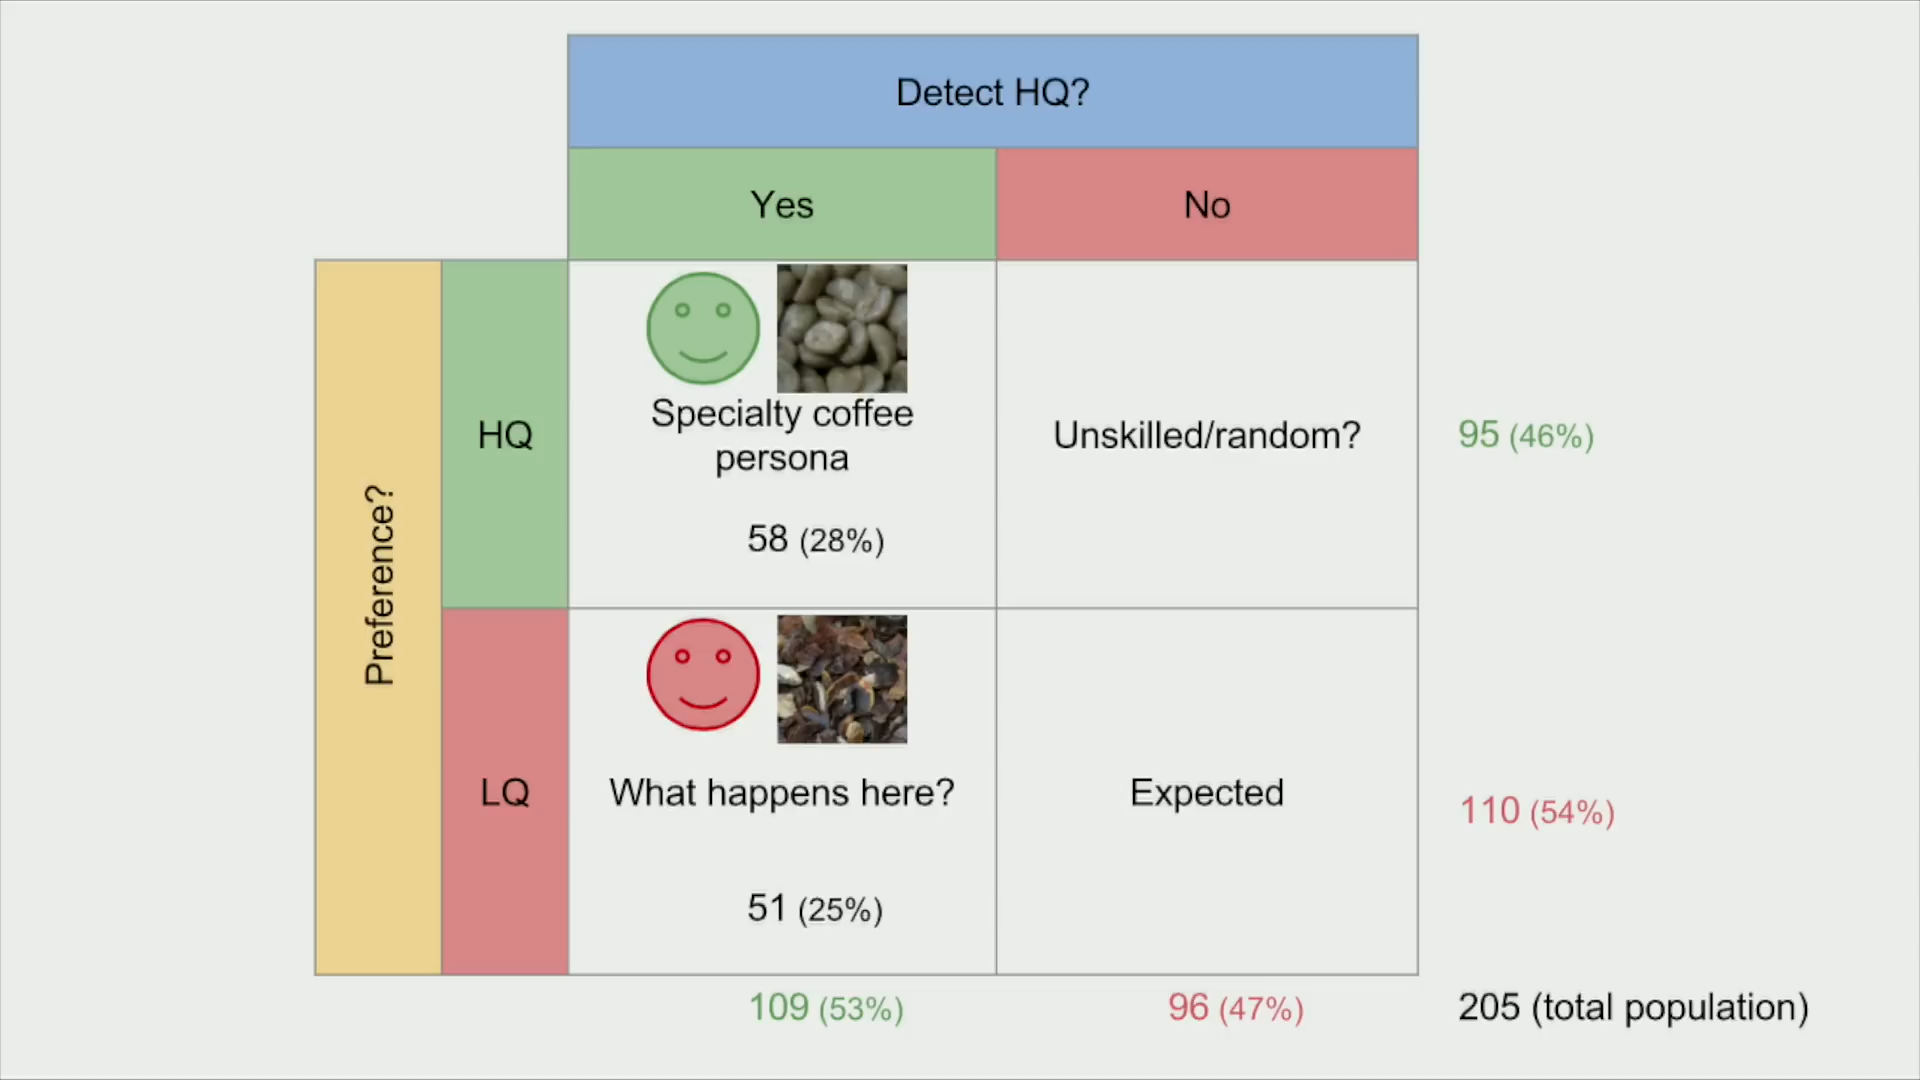 Detect HQ?
Yes
No
Preference?
HQ
Specialty coffee
persona
58 (28%)
Unskilled/random?
95 (46%)
LQ
What happens here?
51 (25%)
Expected
110 (54%)
109 (53%)
96 (47%)
205 (total population)